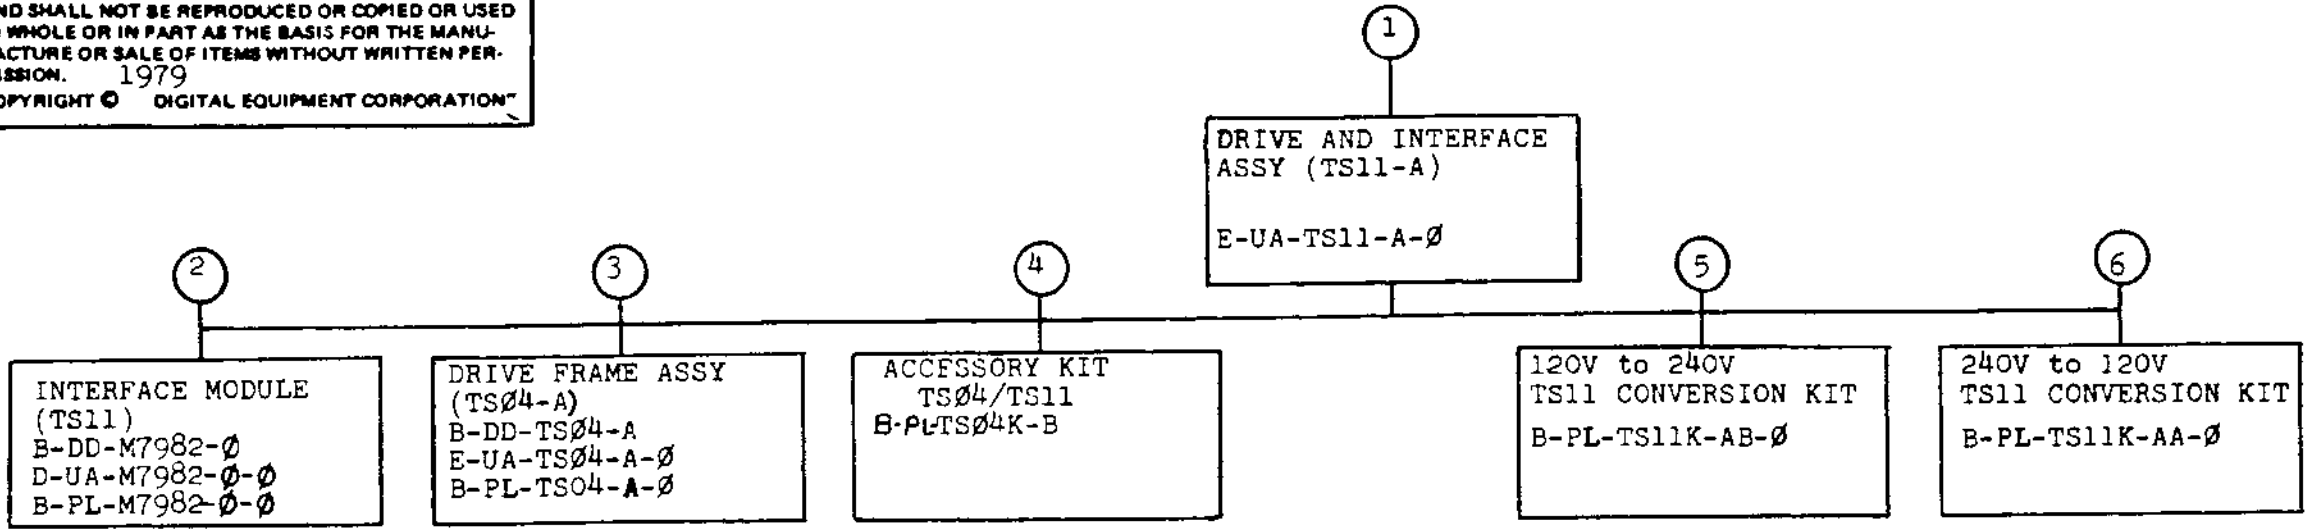 ND SHALL NOT BE REPRODUCED OR COPIED OR USED
WHOLE OR IN PART AS THE BASIS FOR THE MANU-
ACTURE OR SALE OF ITEMS WITHOUT WRITTEN PER-
ISSION. 1979
OPYRIGHT © DIGITAL EQUIPMENT CORPORATION"
1
DRIVE AND INTERFACE
ASSY (TS11-A)
E-UA-TS11-A-Ø
2
3
4
5
6
INTERFACE MODULE
(TS11)
B-DD-M7982-Ø
D-UA-M7982-Ø-Ø
B-PL-M7982-Ø-Ø
DRIVE FRAME ASSY
(TSØ4-A)
B-DD-TSØ4-A
E-UA-TSØ4-A-Ø
B-PL-TSO4-A-Ø
ACCFSSORY KIT
TSØ4/TS11
B-PLTSØ4K-B
120V to 240V
TS11 CONVERSION KIT
B-PL-TS11K-AB-Ø
240V to 120V
TS11 CONVERSION KIT
B-PL-TS11K-AA-Ø